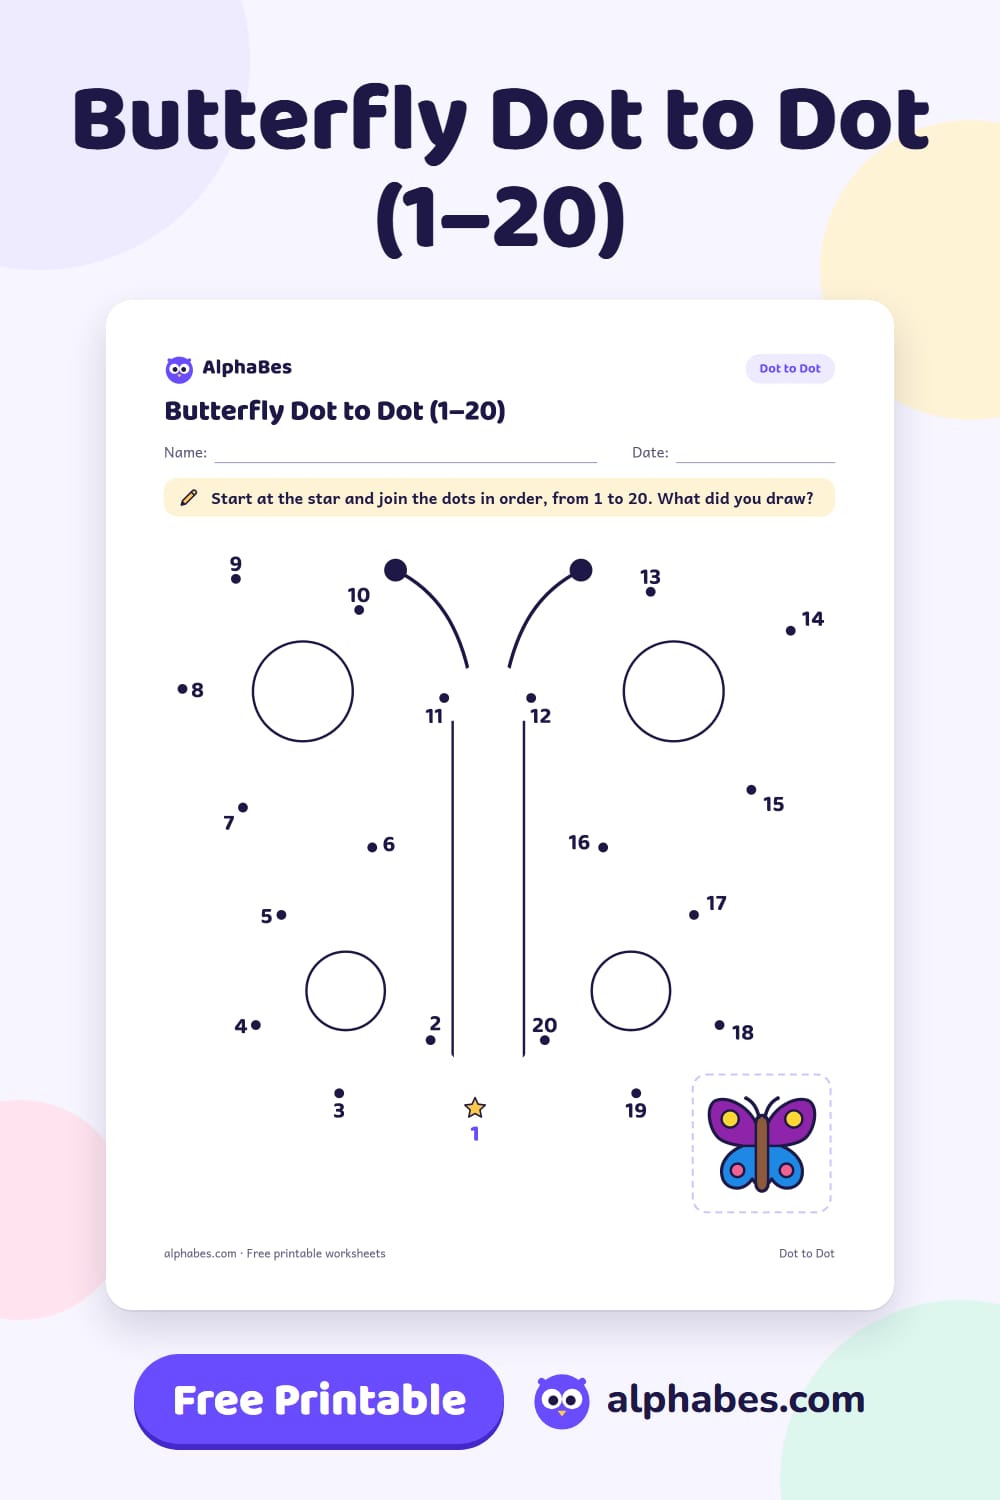 Butterfly Dot to Dot
(1–20)
AlphaBes
Dot to Dot
Butterfly Dot to Dot (1–20)
Name:
Date:
Start at the star and join the dots in order, from 1 to 20. What did you draw?
9
13
10
14
8
11
12
15
7
6
16
5
17
4
2
20
18
3
19
1
alphabes.com · Free printable worksheets
Dot to Dot
Free Printable
alphabes.com